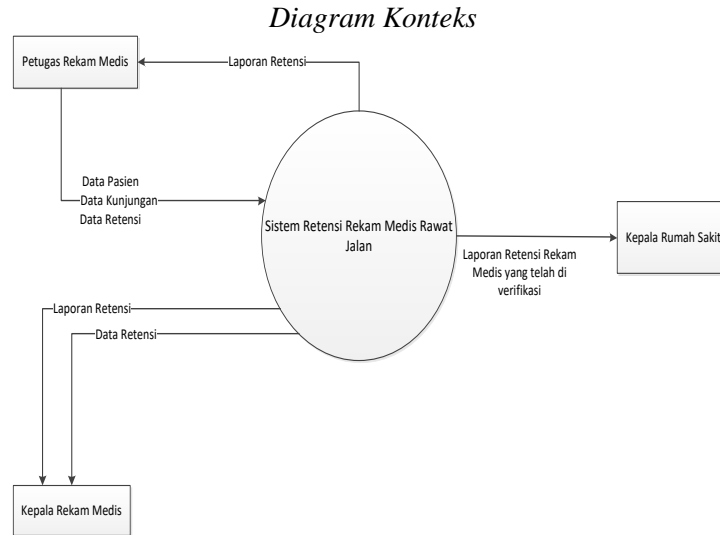 Diagram Konteks
Petugas Rekam Medis
Laporan Retensi
Data Pasien
Data Kunjungan
Data Retensi
Sistem Retensi Rekam Medis Rawat
Jalan
Kepala Rumah Sakit
Laporan Retensi Rekam
Medis yang telah di
verifikasi
Laporan Retensi
Data Retensi
Kepala Rekam Medis